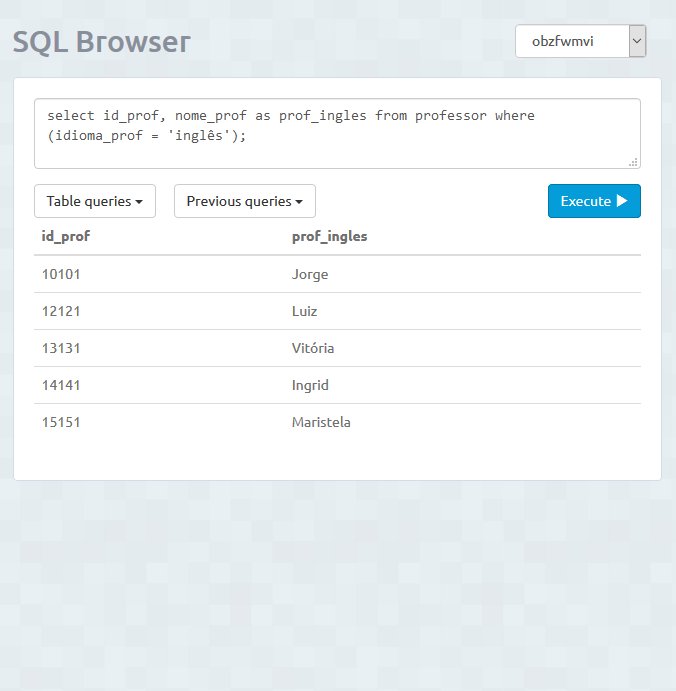 SQL Browser
obzfwmvi
select id_prof, nome_prof as prof_ingles from professor where
(idioma_prof = 'inglês');
Table queries
Previous queries
Execute
id_prof prof_ingles
10101 Jorge
12121 Luiz
13131 Vitória
14141 Ingrid
15151 Maristela